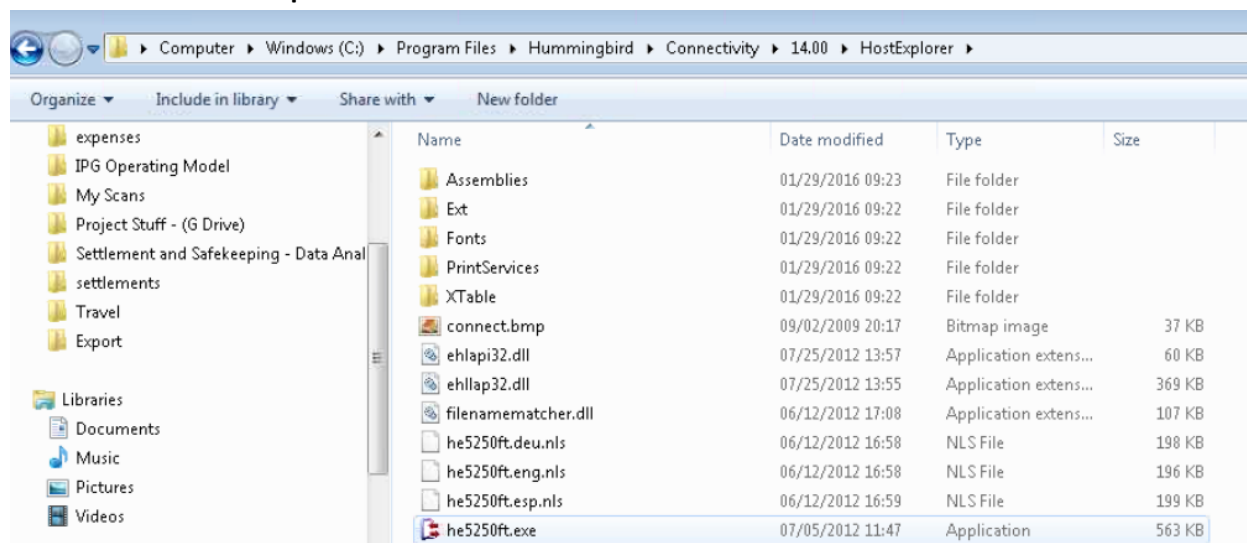 Computer Windows (C:) Program Files Hummingbird Connectivity 14.00 HostExplorer
Organize Include in library Share with New folder
expenses
IPG Operating Model
My Scans
Project Stuff - (G Drive)
Settlement and Safekeeping - Data Anal
settlements
Travel
Export
Libraries
Documents
Music
Pictures
Videos
Name Date modified Type Size
Assemblies 01/29/2016 09:23 File folder
Ext 01/29/2016 09:22 File folder
Fonts 01/29/2016 09:22 File folder
PrintServices 01/29/2016 09:22 File folder
XTable 01/29/2016 09:22 File folder
connect.bmp 09/02/2009 20:17 Bitmap image 37 KB
ehlapi32.dll 07/25/2012 13:57 Application extens... 60 KB
ehllap32.dll 07/25/2012 13:55 Application extens... 369 KB
filenamematcher.dll 06/12/2012 17:08 Application extens... 107 KB
he5250ft.deu.nls 06/12/2012 16:58 NLS File 198 KB
he5250ft.eng.nls 06/12/2012 16:58 NLS File 196 KB
he5250ft.esp.nls 06/12/2012 16:59 NLS File 199 KB
he5250ft.exe 07/05/2012 11:47 Application 563 KB